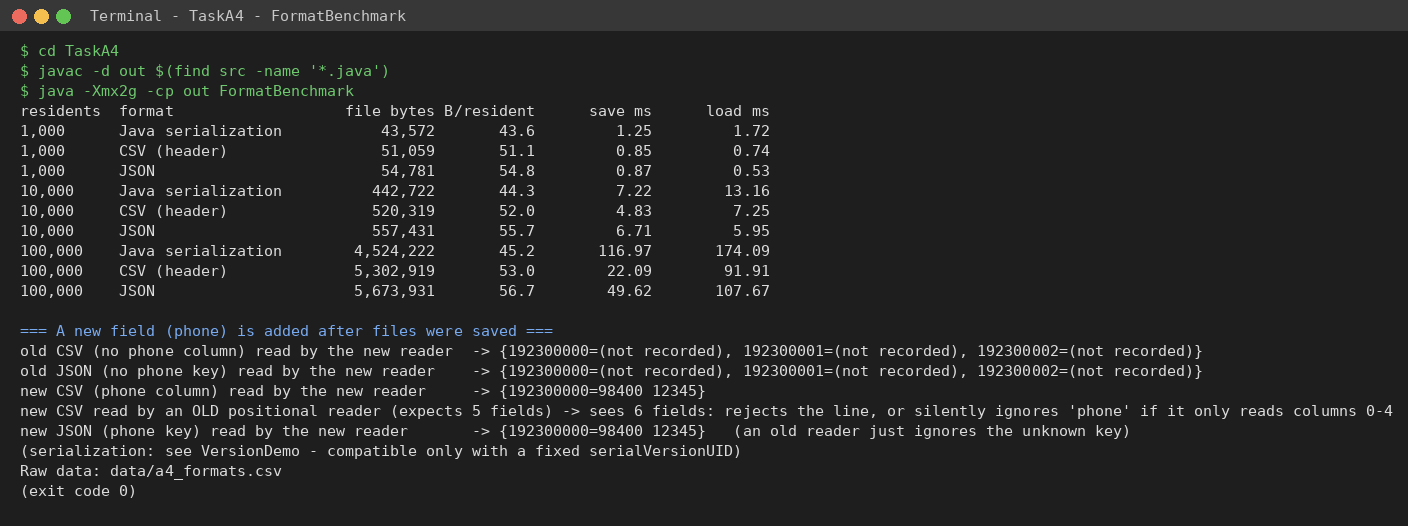 Terminal - TaskA4 - FormatBenchmark
$ cd TaskA4
$ javac -d out $(find src -name '*.java')
$ java -Xmx2g -cp out FormatBenchmark
residents  format                   file bytes B/resident      save ms      load ms
1,000      Java serialization           43,572       43.6         1.25         1.72
1,000      CSV (header)                 51,059       51.1         0.85         0.74
1,000      JSON                         54,781       54.8         0.87         0.53
10,000     Java serialization          442,722       44.3         7.22        13.16
10,000     CSV (header)                520,319       52.0         4.83         7.25
10,000     JSON                        557,431       55.7         6.71         5.95
100,000    Java serialization        4,524,222       45.2       116.97       174.09
100,000    CSV (header)              5,302,919       53.0        22.09        91.91
100,000    JSON                      5,673,931       56.7        49.62       107.67
=== A new field (phone) is added after files were saved ===
old CSV (no phone column) read by the new reader  -> {192300000=(not recorded), 192300001=(not recorded), 192300002=(not recorded)}
old JSON (no phone key) read by the new reader    -> {192300000=(not recorded), 192300001=(not recorded), 192300002=(not recorded)}
new CSV (phone column) read by the new reader     -> {192300000=98400 12345}
new CSV read by an OLD positional reader (expects 5 fields) -> sees 6 fields: rejects the line, or silently ignores 'phone' if it only reads columns 0-4
new JSON (phone key) read by the new reader       -> {192300000=98400 12345}   (an old reader just ignores the unknown key)
(serialization: see VersionDemo - compatible only with a fixed serialVersionUID)
Raw data: data/a4_formats.csv
(exit code 0)